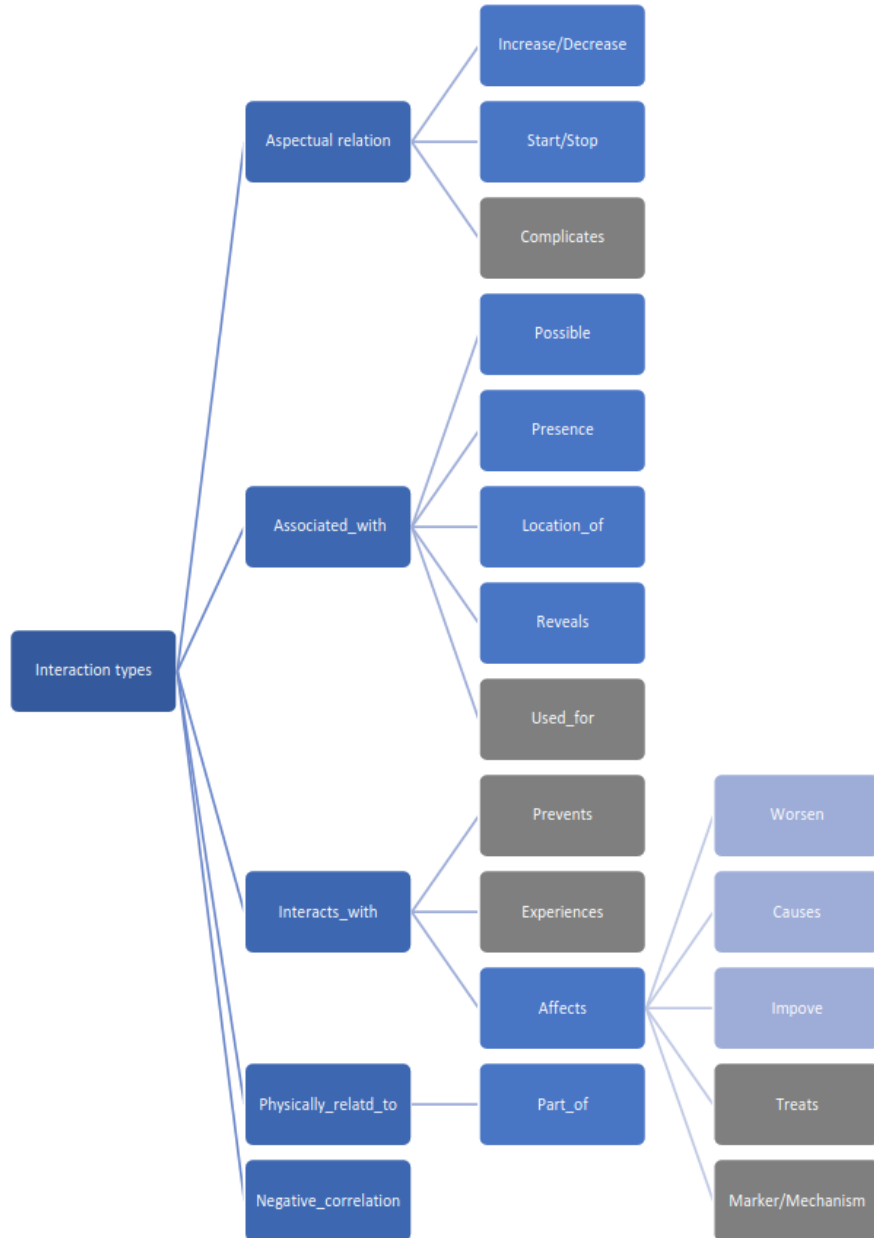 Interaction types
Aspectual relation
Increase/Decrease
Start/Stop
Complicates
Associated_with
Possible
Presence
Location_of
Reveals
Used_for
Interacts_with
Prevents
Experiences
Affects
Worsen
Causes
Impove
Treats
Marker/Mechanism
Physically_relatd_to
Part_of
Negative_correlation